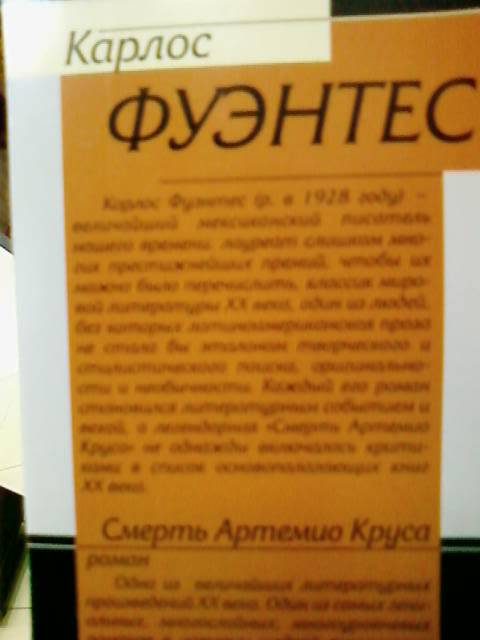 Карлос
ФУЭНТЕС
Карлос Фуэнтес (р. в 1928 году) –
величайший мексиканский писатель
нашего времени, лауреат слишком мно-
гих престижнейших премий, чтобы их
можно было перечислить, классик миро-
вой литературы XX века, один из людей,
без которых латиноамериканская проза
не стала бы эталоном творческого и
стилистического поиска, оригинально-
сти и необычности. Каждый его роман
становился литературным событием и
вехой, а легендарная «Смерть Артемио
Круса» не однажды включалась крити-
ками в список основополагающих книг
XX века.
Смерть Артемио Круса
роман
Одно из величайших литературных
произведений XX века. Один из самых гени-
альных, многослойных, многоуровневых